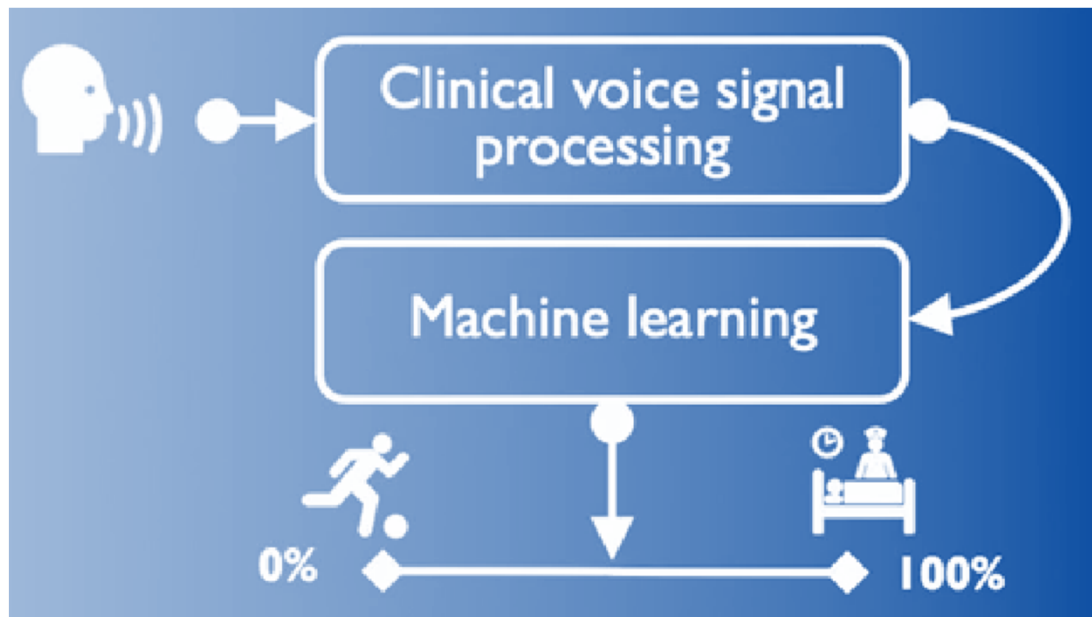 Clinical voice signal
processing
Machine learning
0%
100%